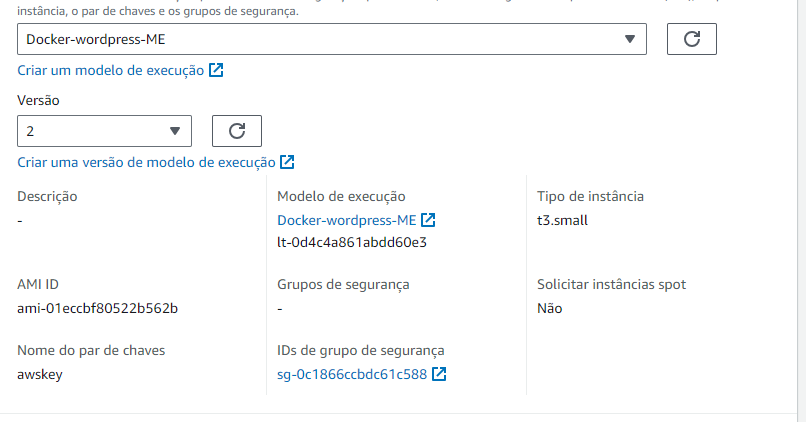 instância, o par de chaves e os grupos de segurança.
Docker-wordpress-ME
Criar um modelo de execução
Versão
2
Criar uma versão de modelo de execução
Descrição
-
Modelo de execução
Docker-wordpress-ME
lt-0d4c4a861abdd60e3
Tipo de instância
t3.small
AMI ID
ami-01eccbf80522b562b
Grupos de segurança
-
Solicitar instâncias spot
Não
Nome do par de chaves
awskey
IDs de grupo de segurança
sg-0c1866ccbdc61c588